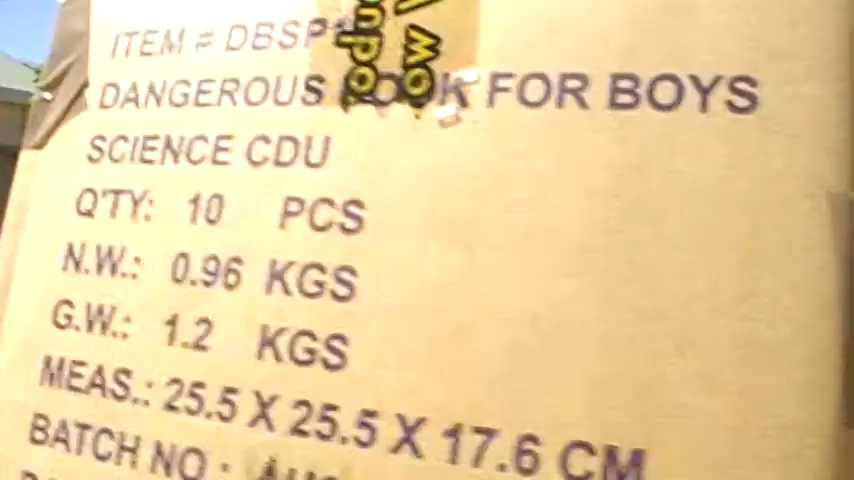 ITEM # DBSP
DANGEROUS BOOK FOR BOYS
SCIENCE CDU
Q'TY: 10 PCS
N.W.: 0.96 KGS
G.W.: 1.2 KGS
MEAS.: 25.5 X 25.5 X 17.6 CM
BATCH NO :